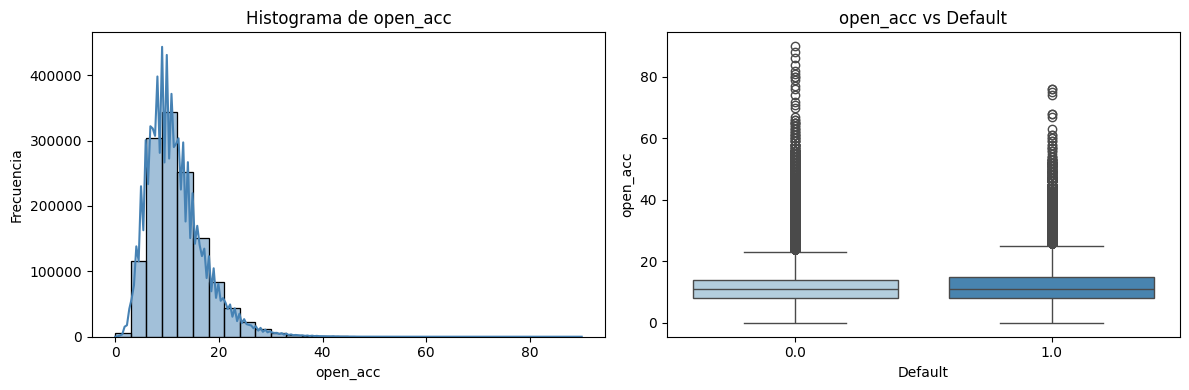 Histograma de open_acc
400000
300000
200000
100000
0
Frecuencia
0 20 40 60 80
open_acc
open_acc vs Default
80
60
40
20
0
open_acc
0.0 1.0
Default